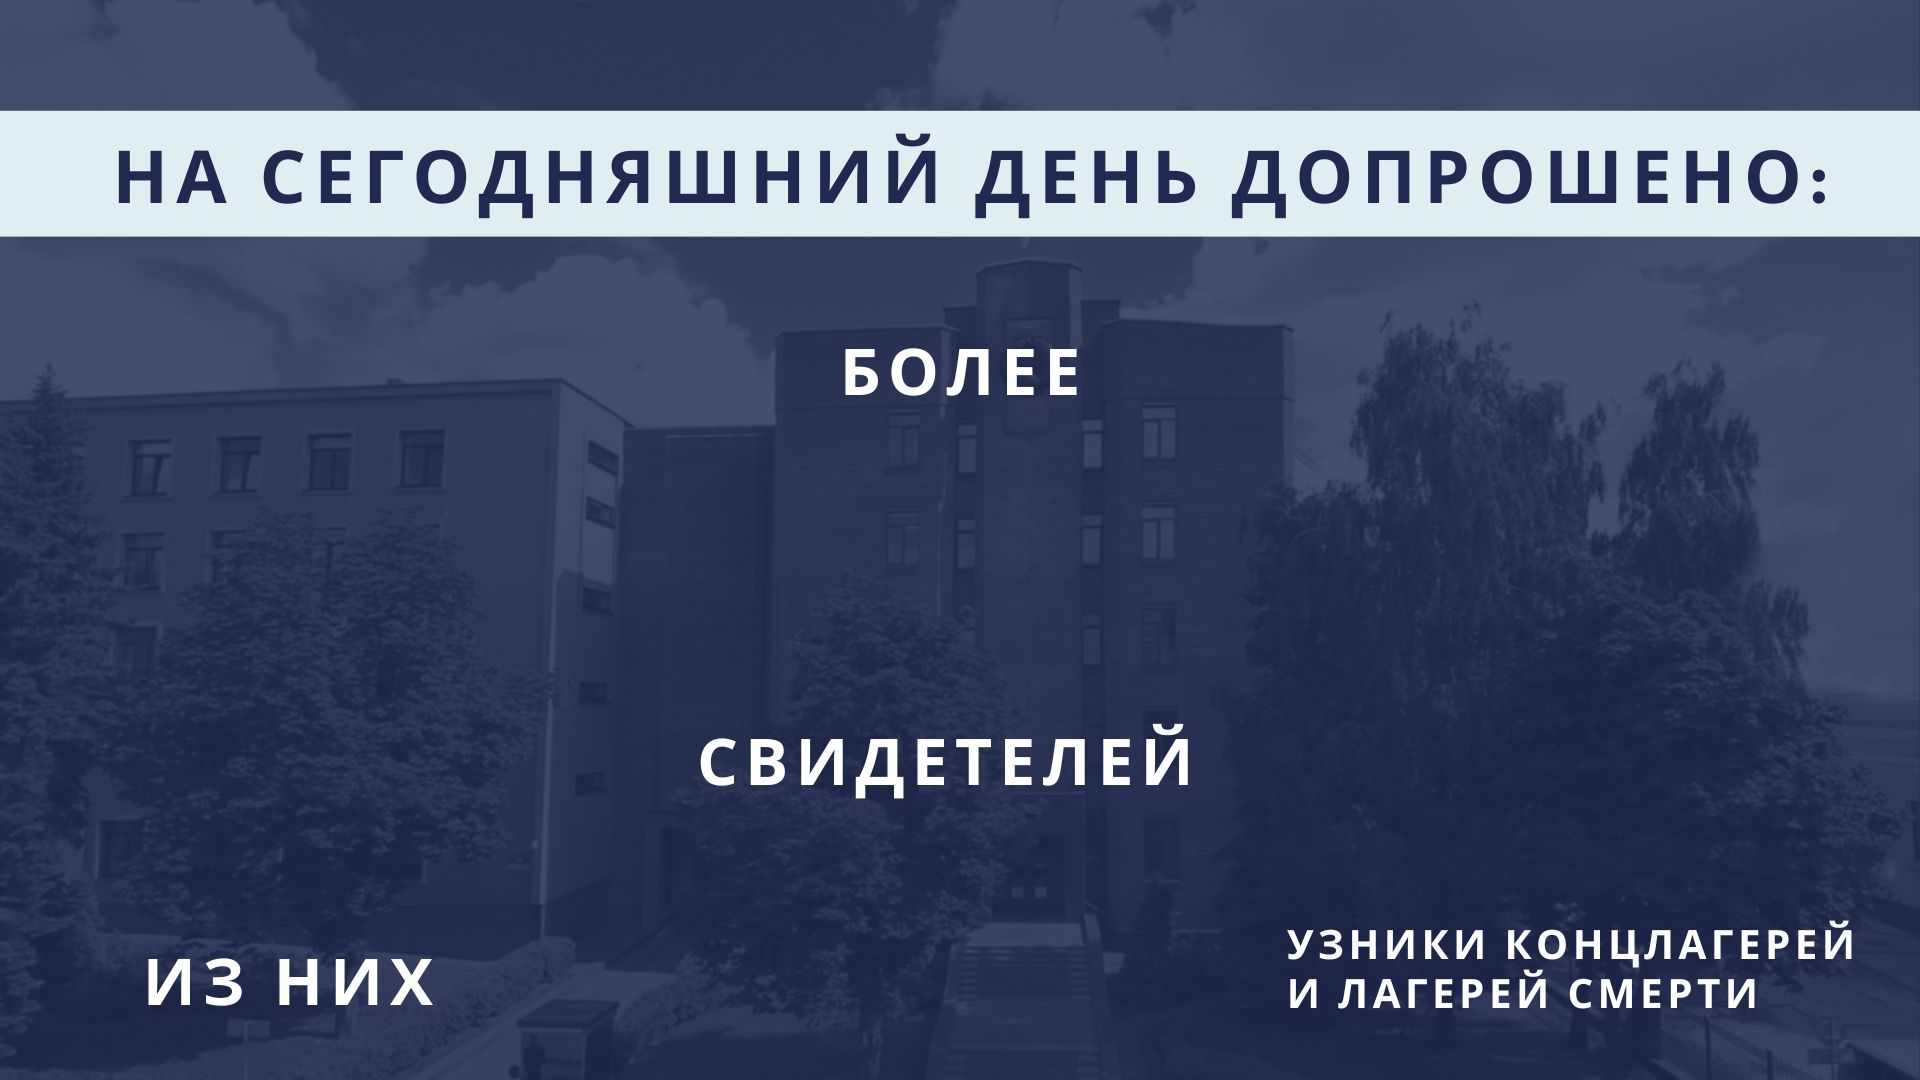 НА СЕГОДНЯШНИЙ ДЕНЬ ДОПРОШЕНО:
БОЛЕЕ
СВИДЕТЕЛЕЙ
ИЗ НИХ
УЗНИКИ КОНЦЛАГЕРЕЙ
И ЛАГЕРЕЙ СМЕРТИ